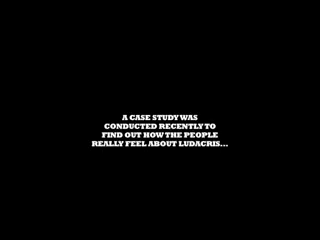 A CASE STUDY WAS
CONDUCTED RECENTLY TO
FIND OUT HOW THE PEOPLE
REALLY FEEL ABOUT LUDACRIS...